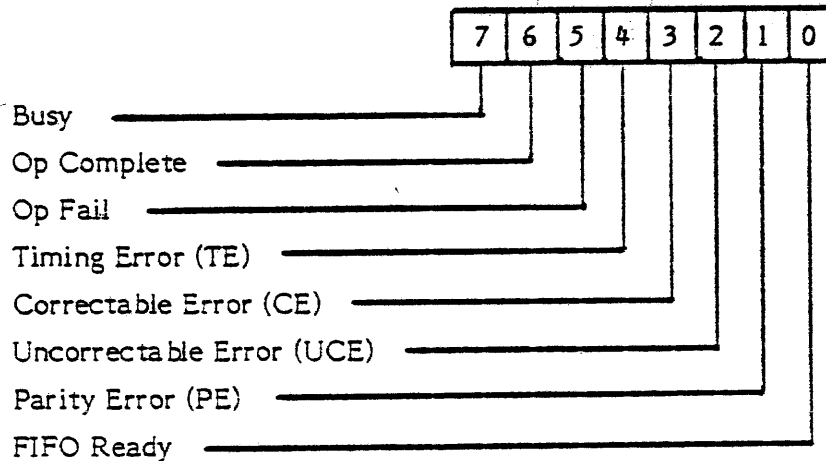 7 6 5 4 3 2 1 0
Busy
Op Complete
Op Fail
Timing Error (TE)
Correctable Error (CE)
Uncorrectable Error (UCE)
Parity Error (PE)
FIFO Ready